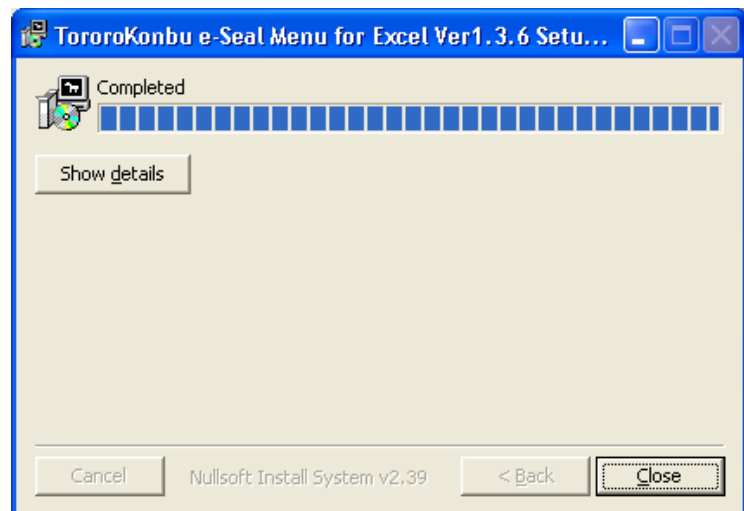 TororoKonbu e-Seal Menu for Excel Ver1.3.6 Setu...
Completed
Show details
Cancel
Nullsoft Install System v2.39
< Back
Close